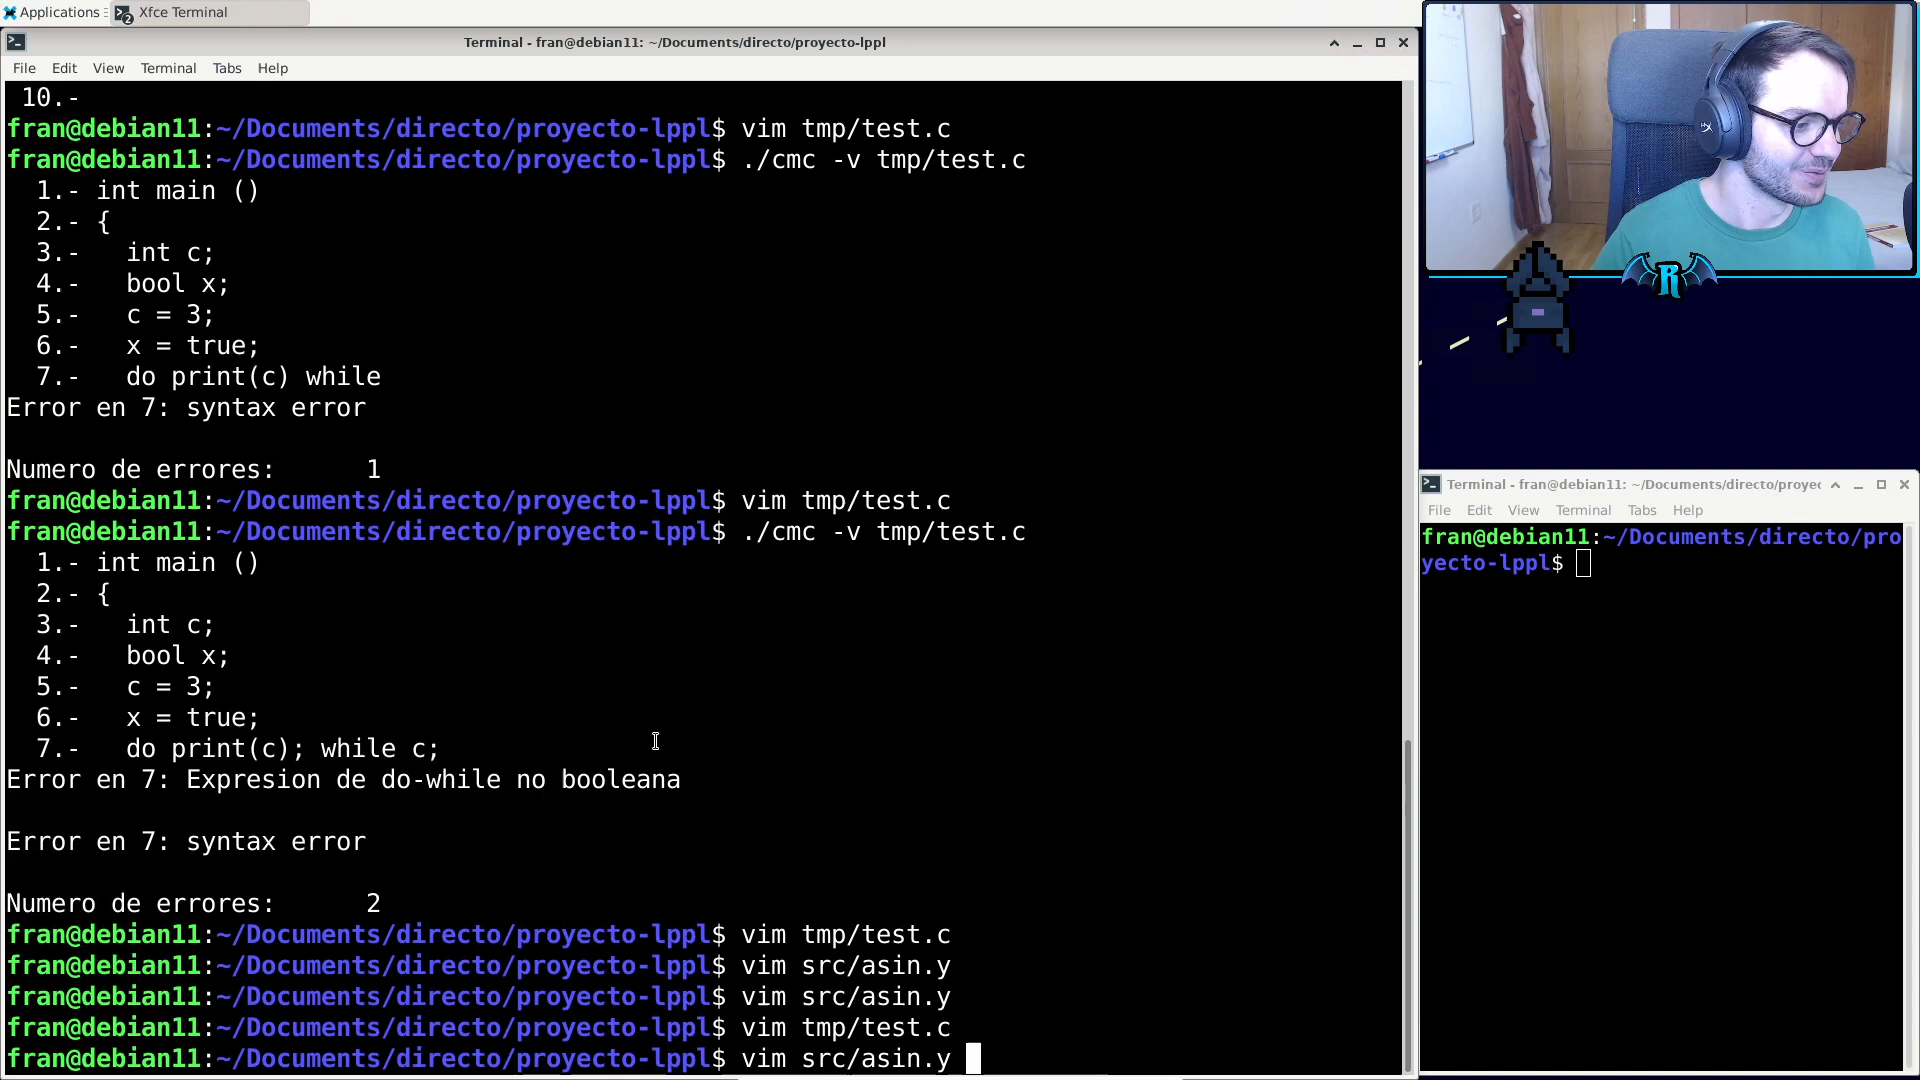 Applications
Xfce Terminal
2
Terminal - fran@debian11: ~/Documents/directo/proyecto-lppl
File Edit View Terminal Tabs Help
10.-
fran@debian11:~/Documents/directo/proyecto-lppl$ vim tmp/test.c
fran@debian11:~/Documents/directo/proyecto-lppl$ ./cmc -v tmp/test.c
1.- int main ()
2.- {
3.- int c;
4.- bool x;
5.- c = 3;
6.- x = true;
7.- do print(c) while
Error en 7: syntax error
Numero de errores: 1
fran@debian11:~/Documents/directo/proyecto-lppl$ vim tmp/test.c
fran@debian11:~/Documents/directo/proyecto-lppl$ ./cmc -v tmp/test.c
1.- int main ()
2.- {
3.- int c;
4.- bool x;
5.- c = 3;
6.- x = true;
7.- do print(c); while c;
Error en 7: Expresion de do-while no booleana
Error en 7: syntax error
Numero de errores: 2
fran@debian11:~/Documents/directo/proyecto-lppl$ vim tmp/test.c
fran@debian11:~/Documents/directo/proyecto-lppl$ vim src/asin.y
fran@debian11:~/Documents/directo/proyecto-lppl$ vim src/asin.y
fran@debian11:~/Documents/directo/proyecto-lppl$ vim tmp/test.c
fran@debian11:~/Documents/directo/proyecto-lppl$ vim src/asin.y
R
Terminal - fran@debian11: ~/Documents/directo/proyec
File Edit View Terminal Tabs Help
fran@debian11:~/Documents/directo/pro
yecto-lppl$